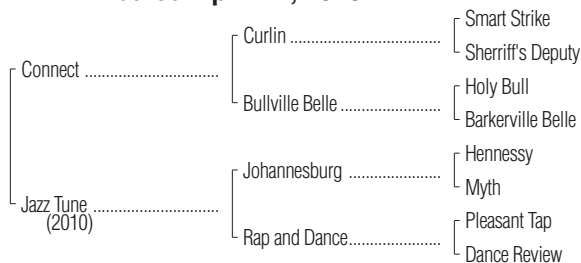 Smart Strike
Curlin
Sherriff's Deputy
Connect
Holy Bull
Bullville Belle
Barkerville Belle
Hennessy
Johannesburg
Myth
Jazz Tune
(2010)
Pleasant Tap
Rap and Dance
Dance Review